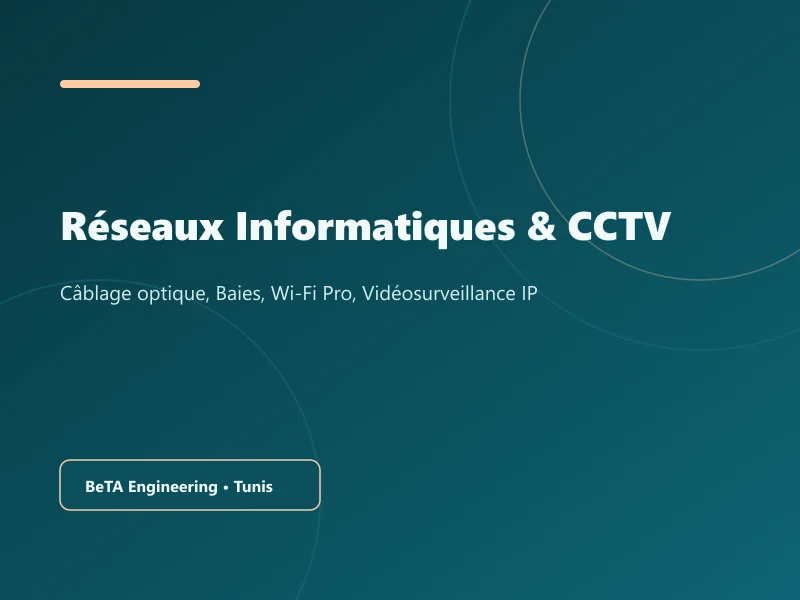 Réseaux Informatiques & CCTV
Câblage optique, Baies, Wi-Fi Pro, Vidéosurveillance IP
BeTA Engineering • Tunis